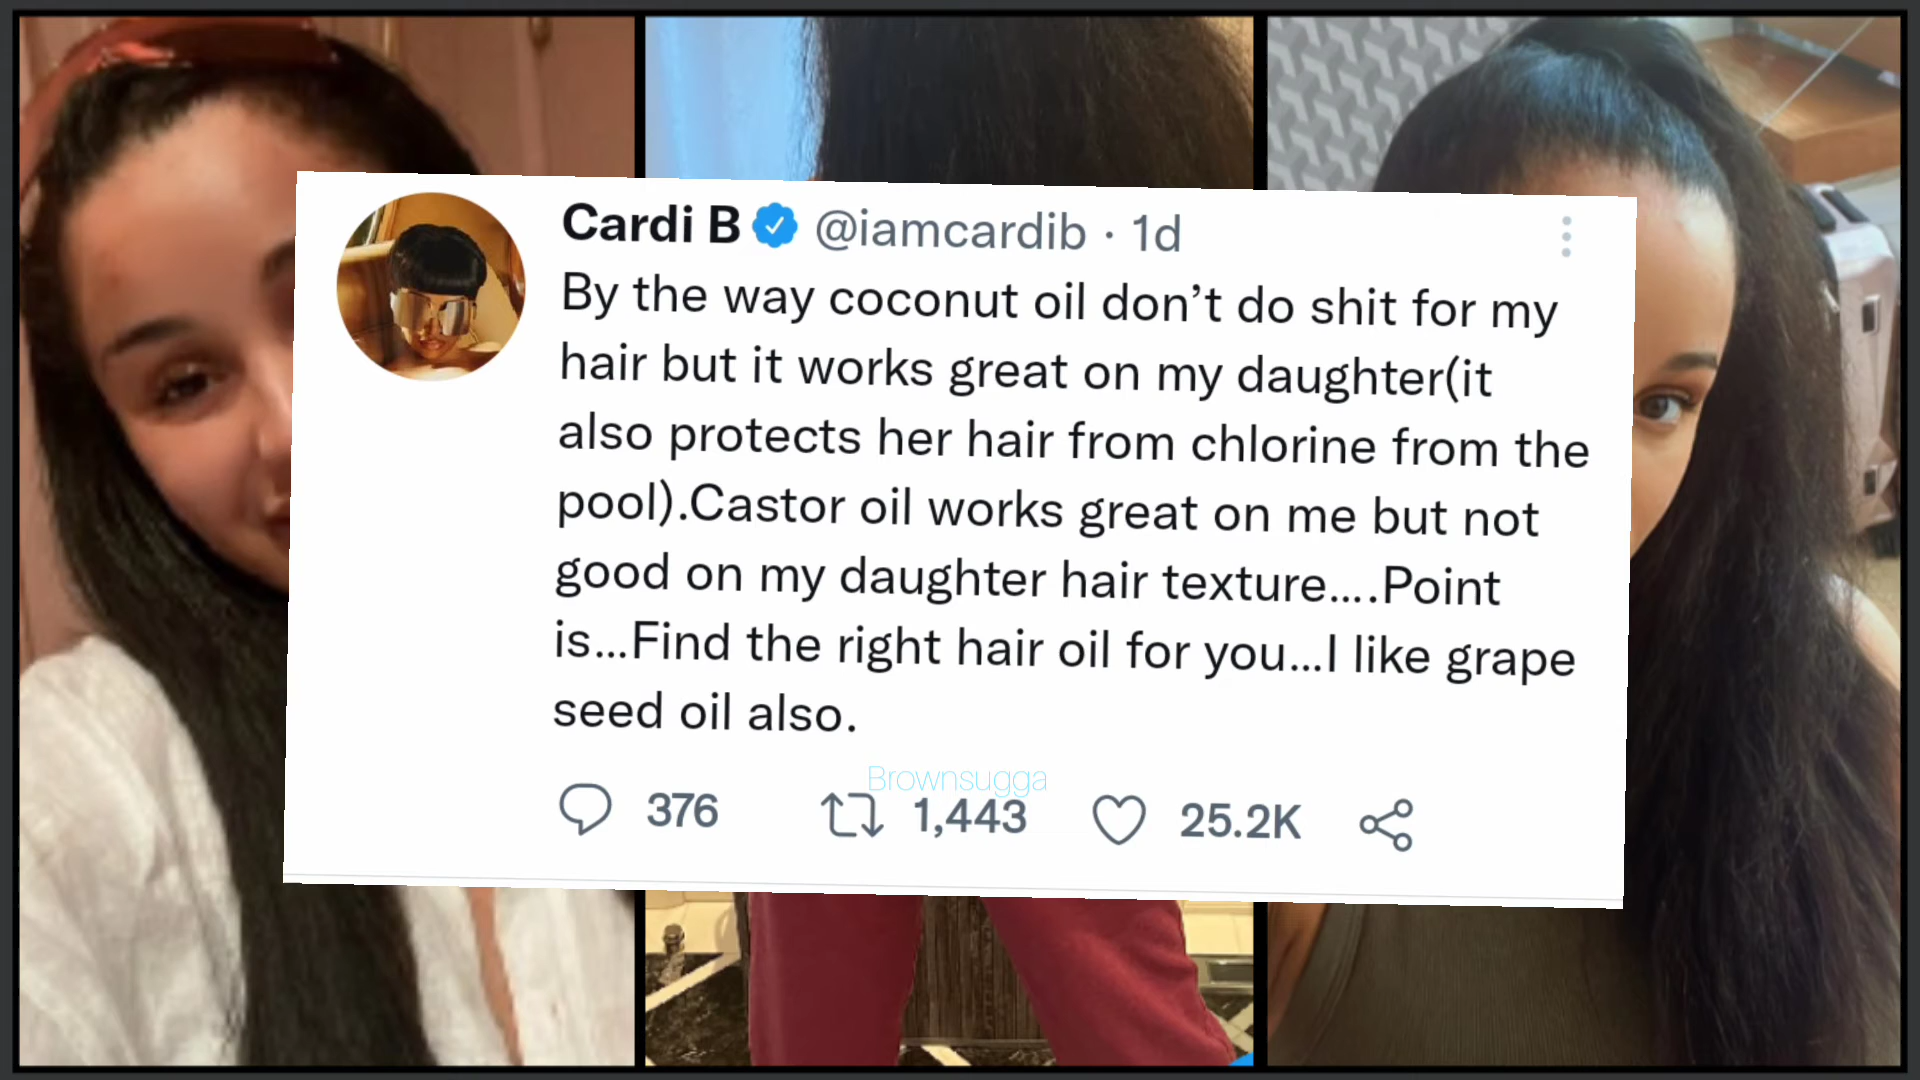 Cardi B @iamcardib · 1d
By the way coconut oil don’t do shit for my
hair but it works great on my daughter(it
also protects her hair from chlorine from the
pool).Castor oil works great on me but not
good on my daughter hair texture....Point
is...Find the right hair oil for you...I like grape
seed oil also.
Brownsugga
376 1,443 25.2K